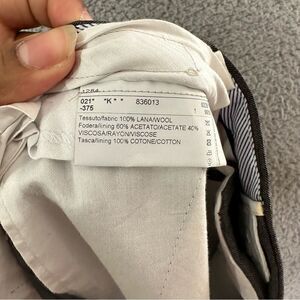 1284
021" "K" " 836013
-375
Tessuto/fabric 100% LANA/WOOL
Fodera/lining 60% ACETATO/ACETATE 40%
VISCOSA/RAYON/VISCOSE
Tasca/lining 100% COTONE/COTTON